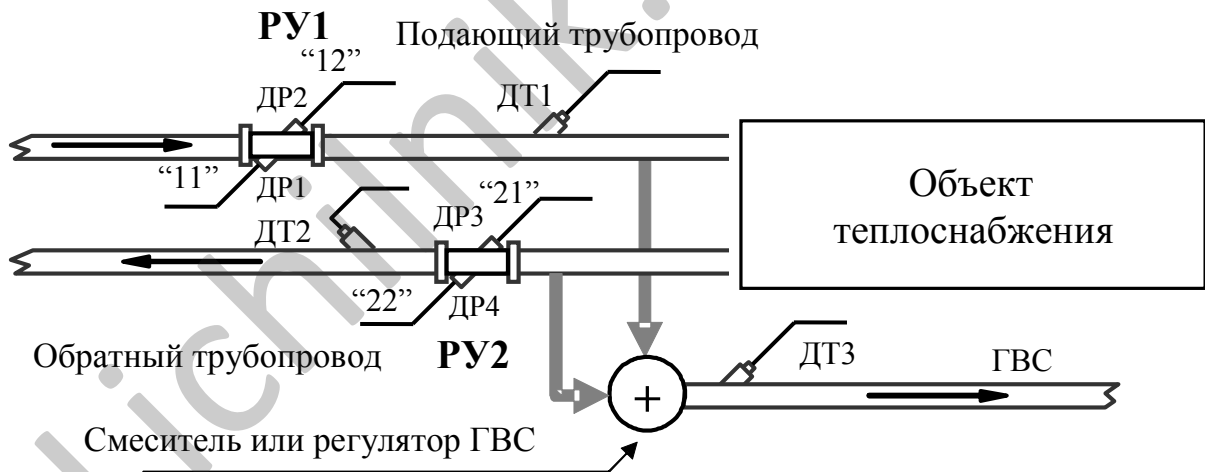 РУ1
Подающий трубопровод
“12”
ДР2
ДТ1
“11”
ДР1
“21”
ДР3
ДТ2
Объект
теплоснабжения
“22”
ДР4
Обратный трубопровод
РУ2
ДТ3
ГВС
+
Смеситель или регулятор ГВС